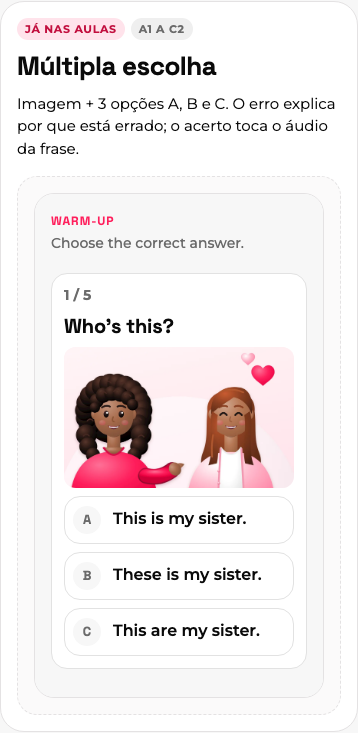 JÁ NAS AULAS
A1 A C2
Múltipla escolha
Imagem + 3 opções A, B e C. O erro explica
por que está errado; o acerto toca o áudio
da frase.
WARM-UP
Choose the correct answer.
1 / 5
Who's this?
A This is my sister.
B These is my sister.
C This are my sister.